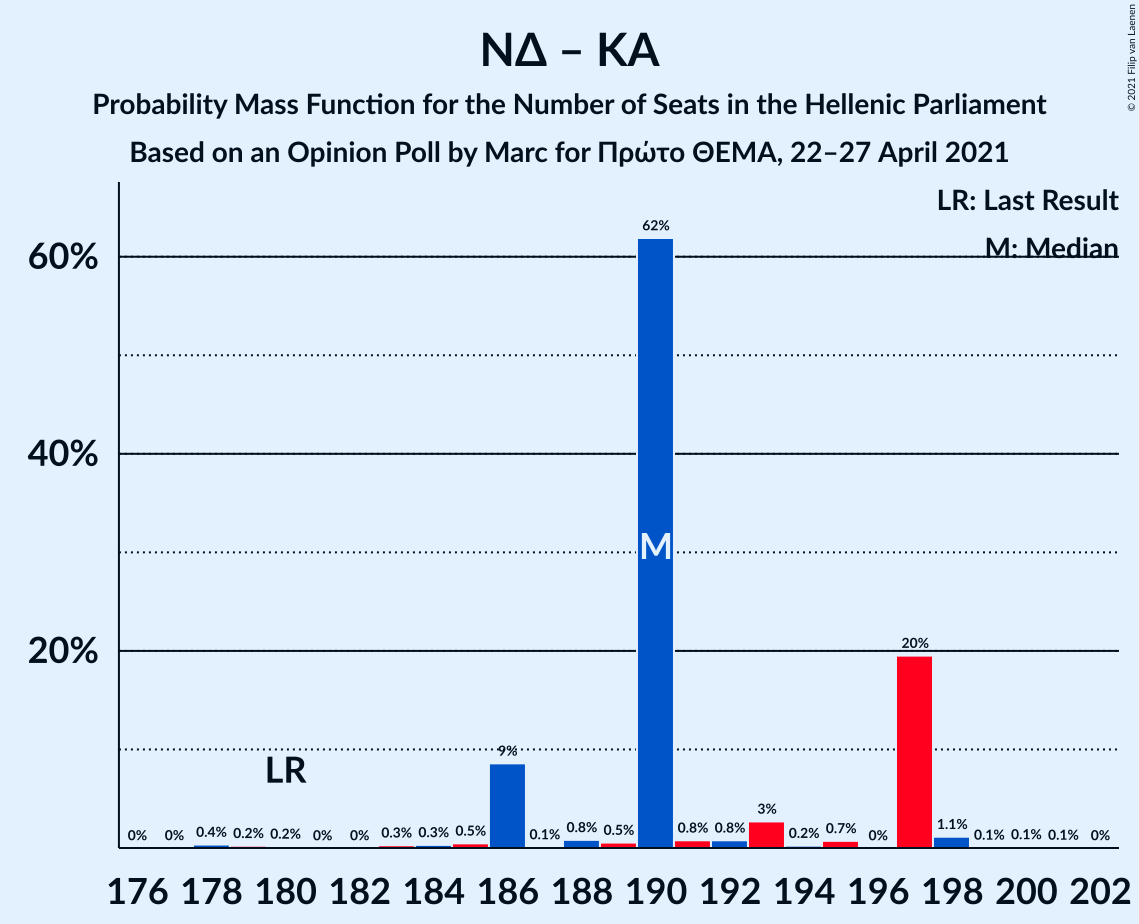 ΝΔ – ΚΑ
Probability Mass Function for the Number of Seats in the Hellenic Parliament
Based on an Opinion Poll by Marc for Πρώτο ΘΕΜΑ, 22–27 April 2021
© 2021 Filip van Laenen
LR: Last Result
M: Median
60%
40%
20%
62%
M
20%
LR
9%
0% 0% 0.4% 0.2% 0.2% 0% 0% 0.3% 0.3% 0.5% 0.1% 0.8% 0.5% 0.8% 0.8% 3% 0.2% 0.7% 0% 1.1% 0.1% 0.1% 0.1% 0%
176 178 180 182 184 186 188 190 192 194 196 198 200 202